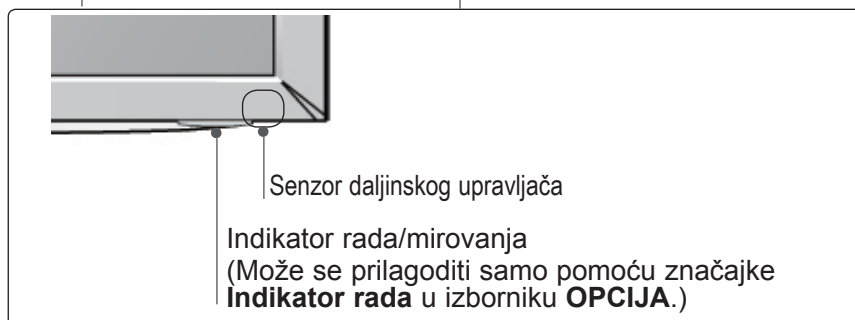 Senzor daljinskog upravljača
Indikator rada/mirovanja
(Može se prilagoditi samo pomoću značajke
Indikator rada u izborniku OPCIJA.)